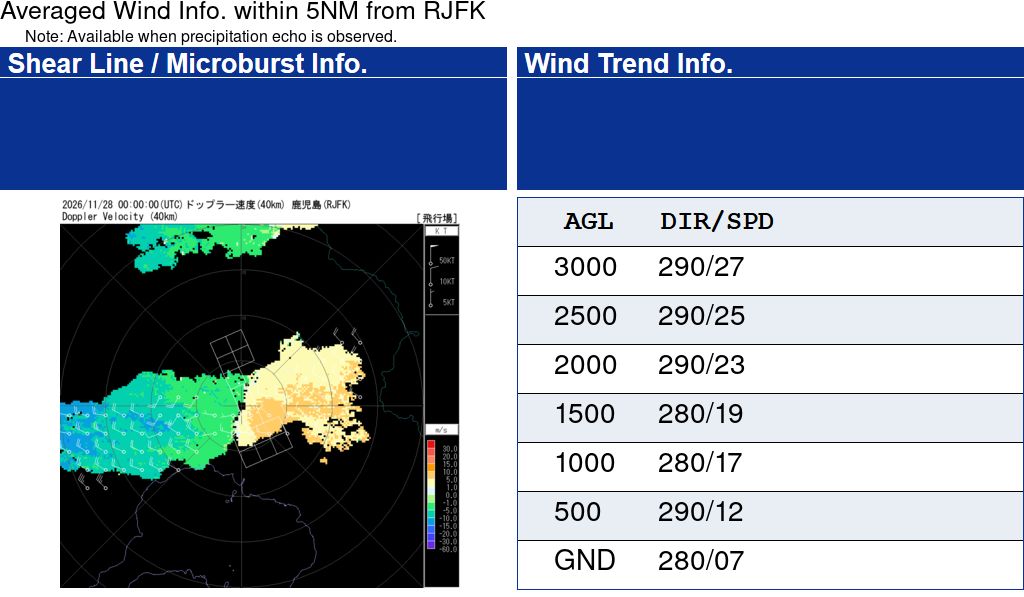 Averaged Wind Info. within 5NM from RJFK
Note: Available when precipitation echo is observed.
Shear Line / Microburst Info.
Wind Trend Info.
2026/11/28 00:00:00(UTC) ドップラー速度(40km) 鹿児島(RJFK)
Doppler Velocity (40km)
[飛行場]
KT
50KT
10KT
5KT
m/s
30.0
20.0
15.0
10.0
5.0
1.0
0.0
-1.0
-5.0
-10.0
-15.0
-20.0
-30.0
-60.0
AGL DIR/SPD
3000 290/27
2500 290/25
2000 290/23
1500 280/19
1000 280/17
500 290/12
GND 280/07